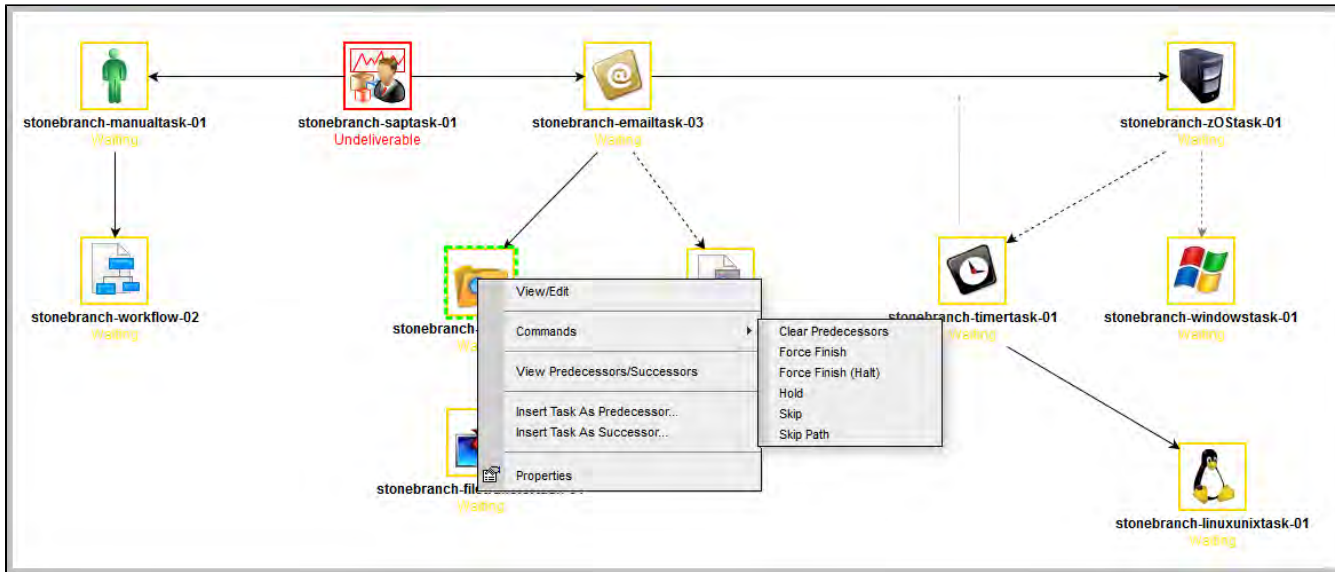 stonebranch-manualtask-01
Waiting
stonebranch-saptask-01
Undeliverable
stonebranch-emailtask-03
Waiting
stonebranch-zOStask-01
Waiting
stonebranch-workflow-02
Waiting
stonebranch-
stonebranch-timertask-01
Waiting
stonebranch-windowstask-01
Waiting
View/Edit
Commands
View Predecessors/Successors
Insert Task As Predecessor...
Insert Task As Successor...
Properties
Clear Predecessors
Force Finish
Force Finish (Halt)
Hold
Skip
Skip Path
Waiting
stonebranch-linuxunixtask-01
Waiting